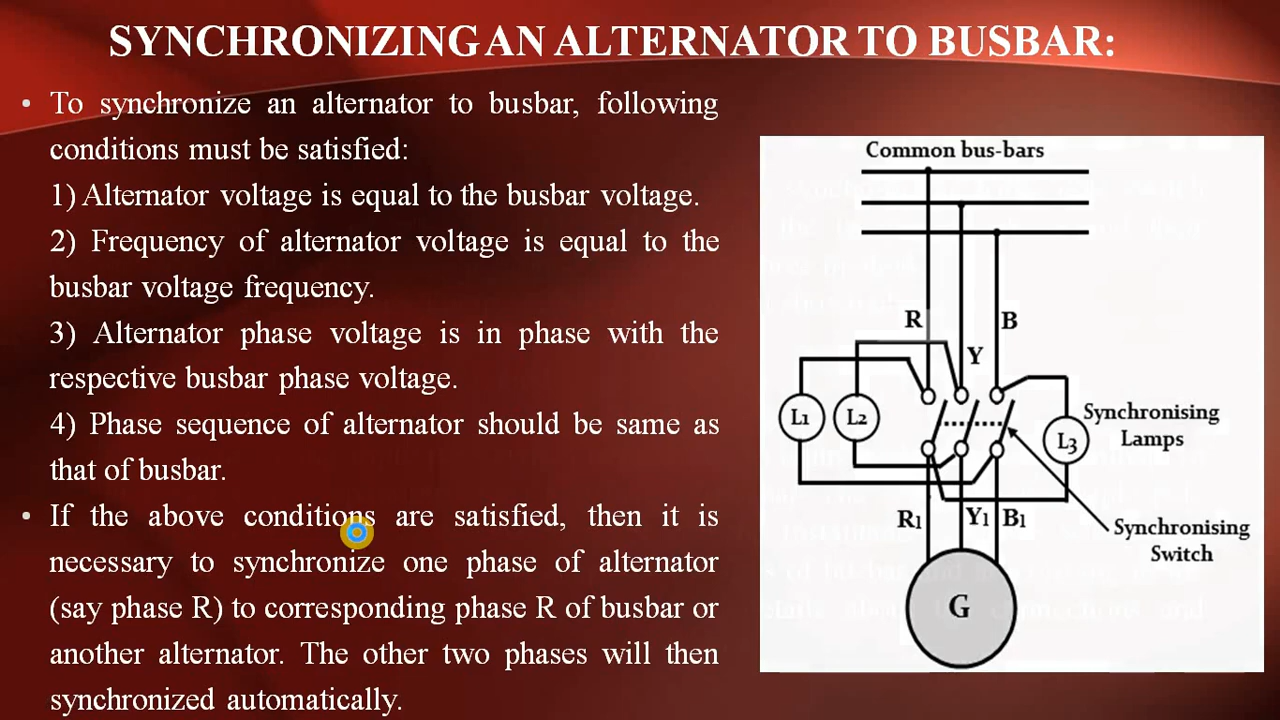 SYNCHRONIZING AN ALTERNATOR TO BUSBAR:
• To synchronize an alternator to busbar, following
conditions must be satisfied:
1) Alternator voltage is equal to the busbar voltage.
2) Frequency of alternator voltage is equal to the
busbar voltage frequency.
3) Alternator phase voltage is in phase with the
respective busbar phase voltage.
4) Phase sequence of alternator should be same as
that of busbar.
• If the above conditions are satisfied, then it is
necessary to synchronize one phase of alternator
(say phase R) to corresponding phase R of busbar or
another alternator. The other two phases will then
synchronized automatically.
Common bus-bars
R
B
Y
L1
L2
L3
Synchronising
Lamps
R1
Y1
B1
Synchronising
Switch
G